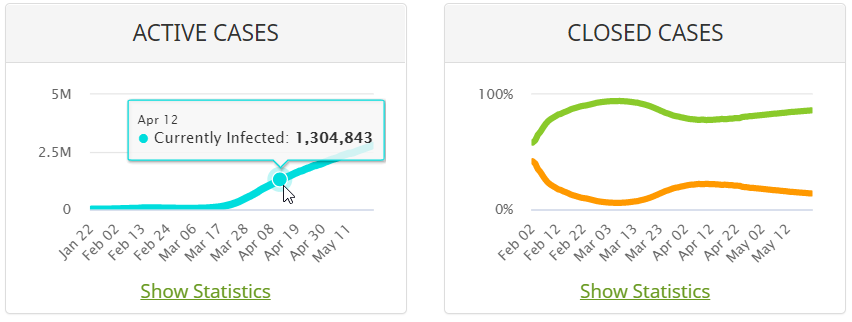 ACTIVE CASES
5M
2.5M
0
Apr 12
Currently Infected: 1,304,843
Jan 22
Feb 02
Feb 13
Feb 24
Mar 06
Mar 17
Mar 28
Apr 08
Apr 19
Apr 30
May 11
Show Statistics
CLOSED CASES
100%
0%
Feb 02
Feb 12
Feb 22
Mar 03
Mar 13
Mar 23
Apr 02
Apr 12
Apr 22
May 02
May 12
Show Statistics